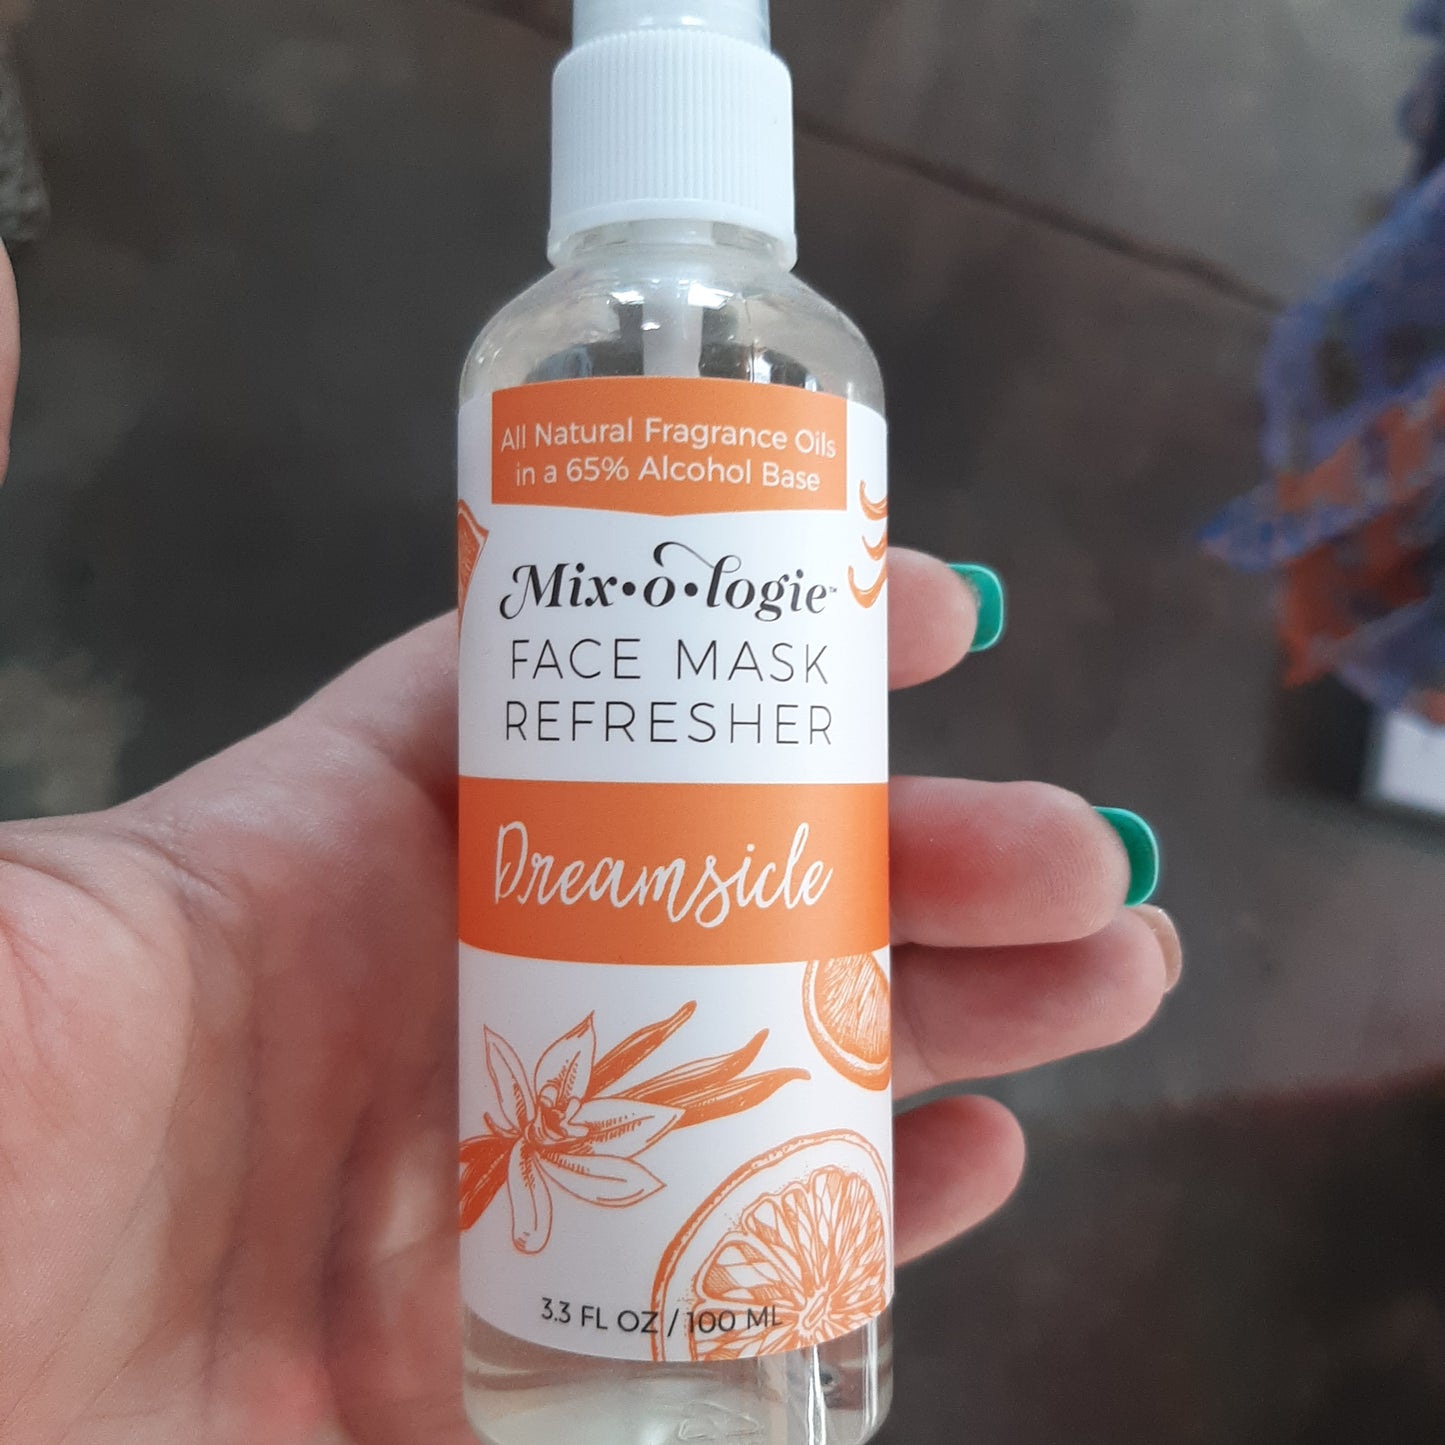 All Natural Fragrance Oils
in a 65% Alcohol Base
Mix•o•logie™
FACE MASK
REFRESHER
Dreamsicle
3.3 FL OZ / 100 ML